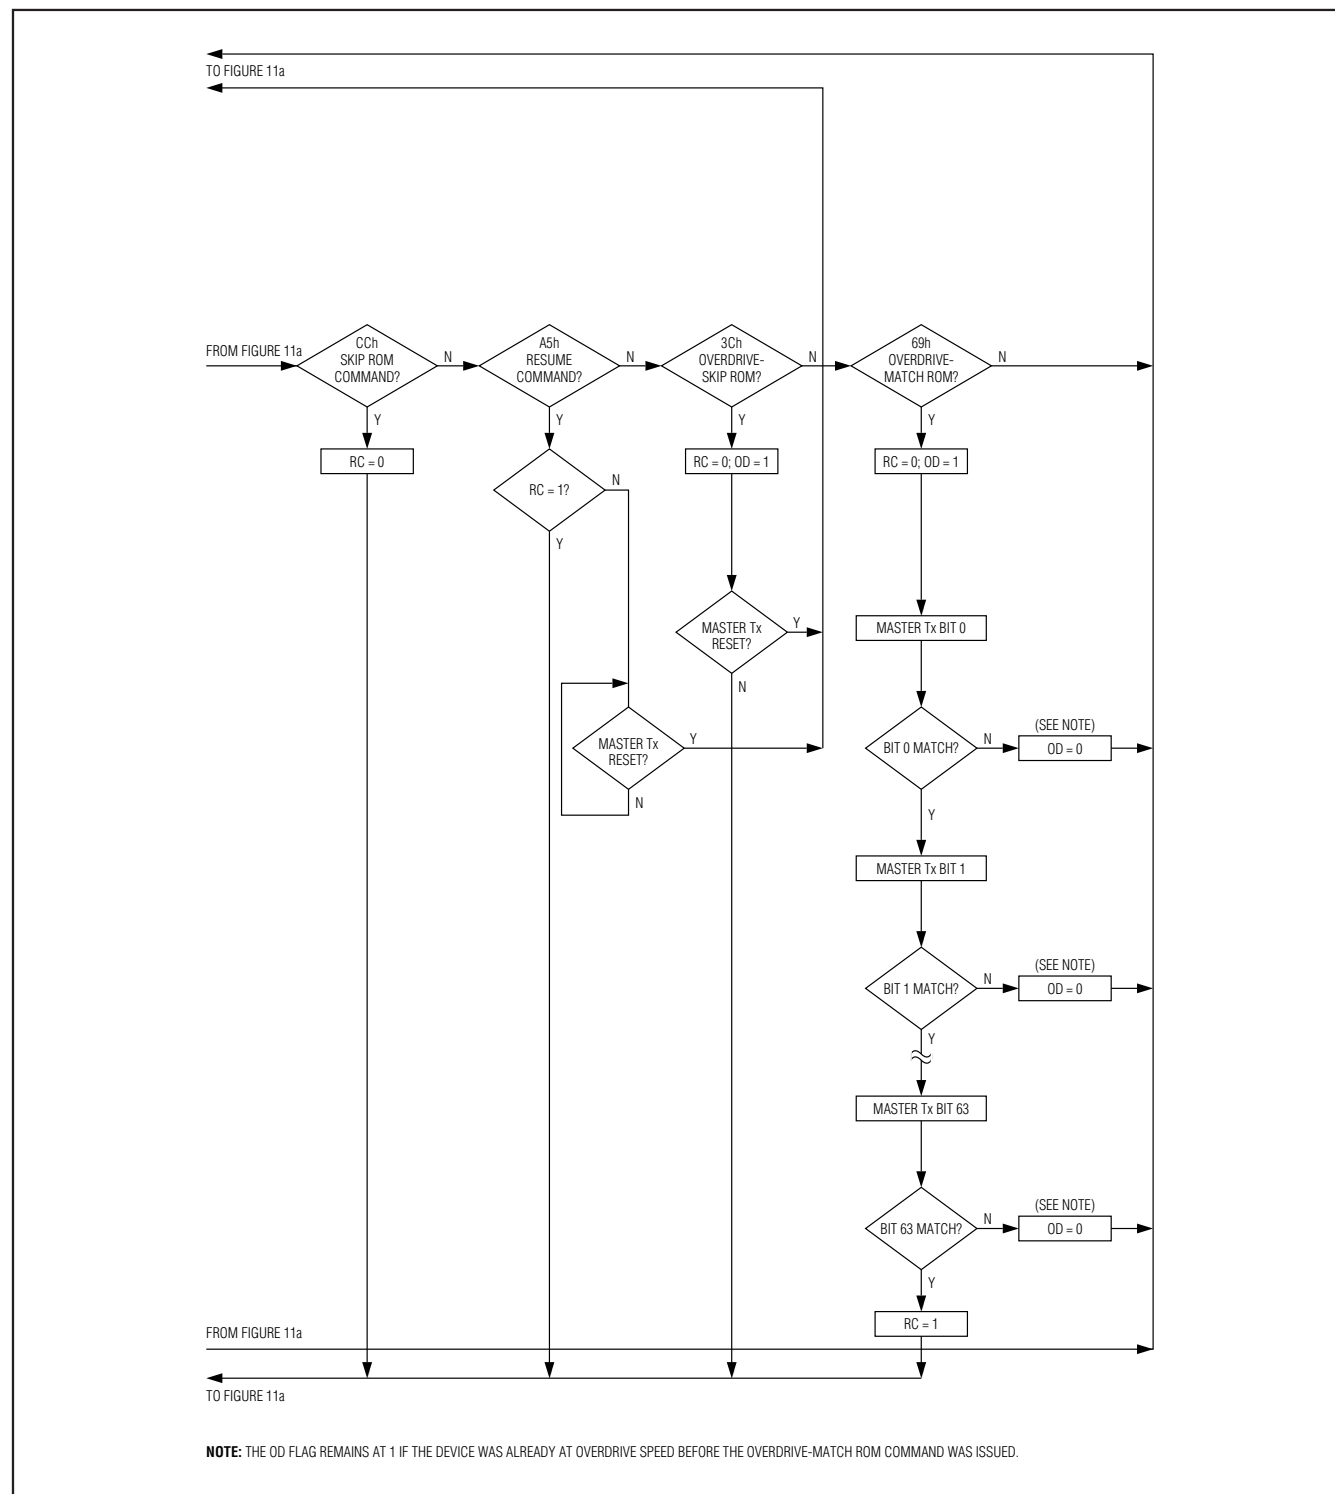 TO FIGURE 11a
FROM FIGURE 11a
CCh
SKIP ROM
COMMAND?
N
A5h
RESUME
COMMAND?
N
3Ch
OVERDRIVE-
SKIP ROM?
N
69h
OVERDRIVE-
MATCH ROM?
N
Y
Y
Y
Y
RC = 0
RC = 1?
N
Y
RC = 0; OD = 1
RC = 0; OD = 1
MASTER Tx
RESET?
Y
N
MASTER Tx BIT 0
MASTER Tx
RESET?
Y
N
BIT 0 MATCH?
N
(SEE NOTE)
OD = 0
Y
MASTER Tx BIT 1
BIT 1 MATCH?
N
(SEE NOTE)
OD = 0
Y
MASTER Tx BIT 63
BIT 63 MATCH?
N
(SEE NOTE)
OD = 0
Y
RC = 1
FROM FIGURE 11a
TO FIGURE 11a
NOTE: THE OD FLAG REMAINS AT 1 IF THE DEVICE WAS ALREADY AT OVERDRIVE SPEED BEFORE THE OVERDRIVE-MATCH ROM COMMAND WAS ISSUED.